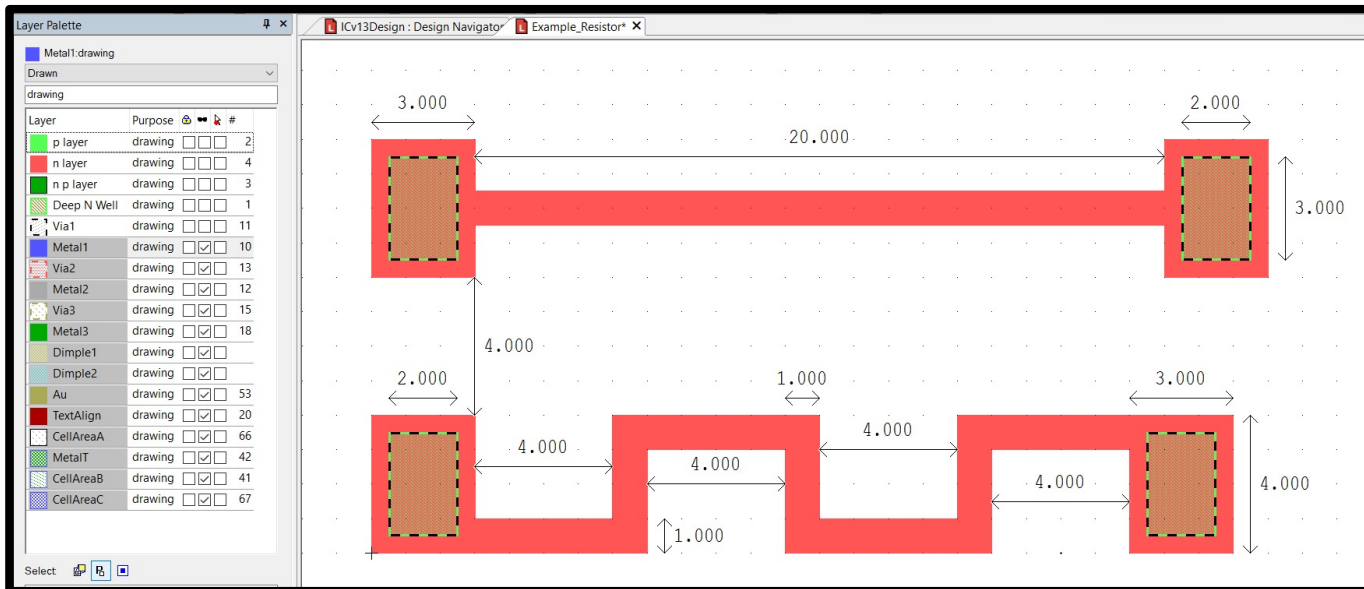 Layer Palette
Metal1:drawing
Drawn
drawing
Layer Purpose #
p layer drawing 2
n layer drawing 4
n p layer drawing 3
Deep N Well drawing 1
Via1 drawing 11
Metal1 drawing 10
Via2 drawing 13
Metal2 drawing 12
Via3 drawing 15
Metal3 drawing 18
Dimple1 drawing
Dimple2 drawing
Au drawing 53
TextAlign drawing 20
CellAreaA drawing 66
MetalT drawing 42
CellAreaB drawing 41
CellAreaC drawing 67
Select
ICv13Design : Design Navigator
Example_Resistor*
3.000
2.000
20.000
3.000
4.000
2.000
1.000
3.000
4.000
4.000
4.000
4.000
4.000
1.000